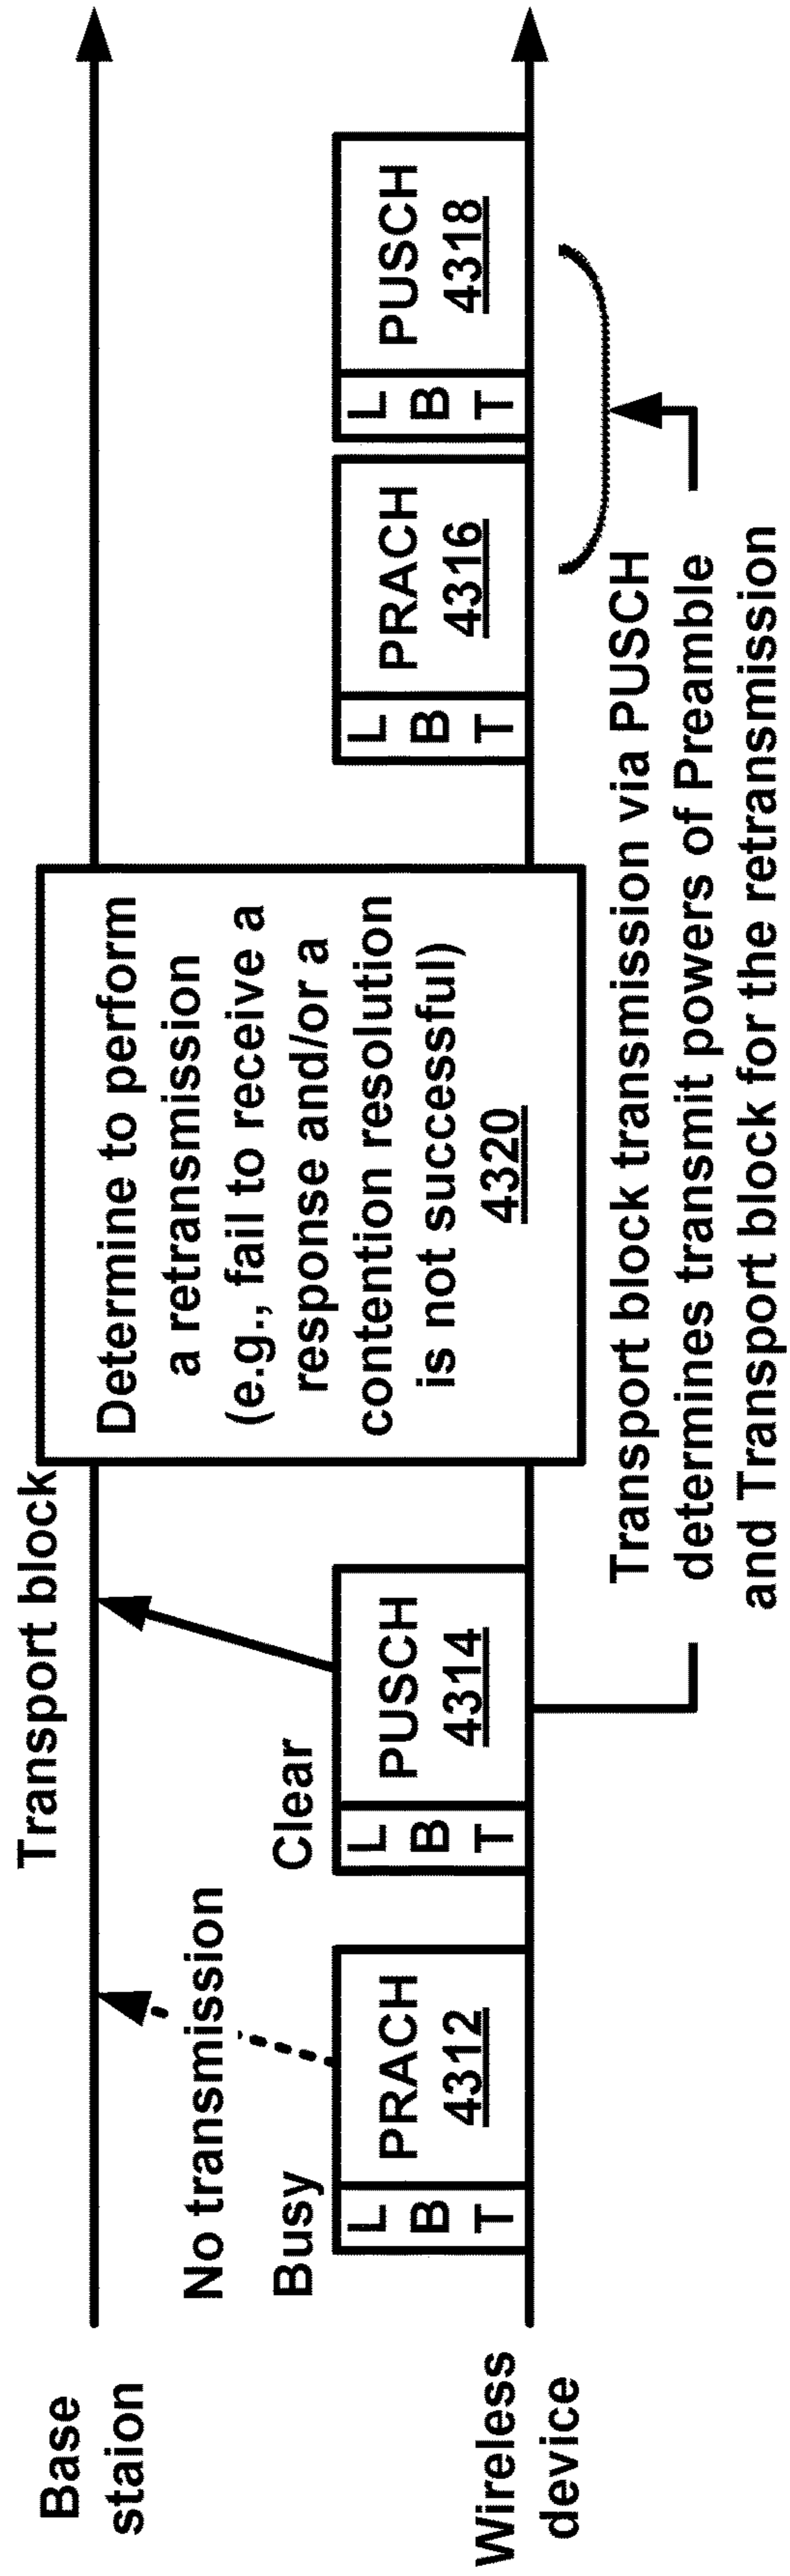 Base
staion
Wireless
device
No transmission
Busy
L
B
T
PRACH
4312
Transport block
Clear
L
B
T
PUSCH
4314
Determine to perform
a retransmission
(e.g., fail to receive a
response and/or a
contention resolution
is not successful)
4320
L
B
T
PRACH
4316
L
B
T
PUSCH
4318
Transport block transmission via PUSCH
determines transmit powers of Preamble
and Transport block for the retransmission